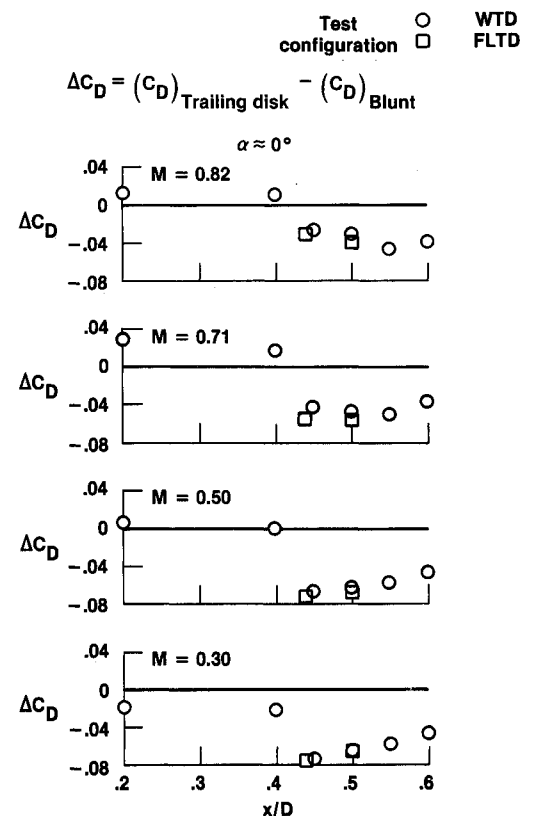 Test ○ WTD
configuration □ FLTD
ΔC_D = (C_D)_Trailing disk − (C_D)_Blunt
α ≈ 0°
.04
M = 0.82
0
ΔC_D
−.04
−.08
.04
M = 0.71
0
ΔC_D
−.04
−.08
.04
M = 0.50
0
ΔC_D
−.04
−.08
.04
M = 0.30
0
ΔC_D
−.04
−.08
.2 .3 .4 .5 .6
x/D